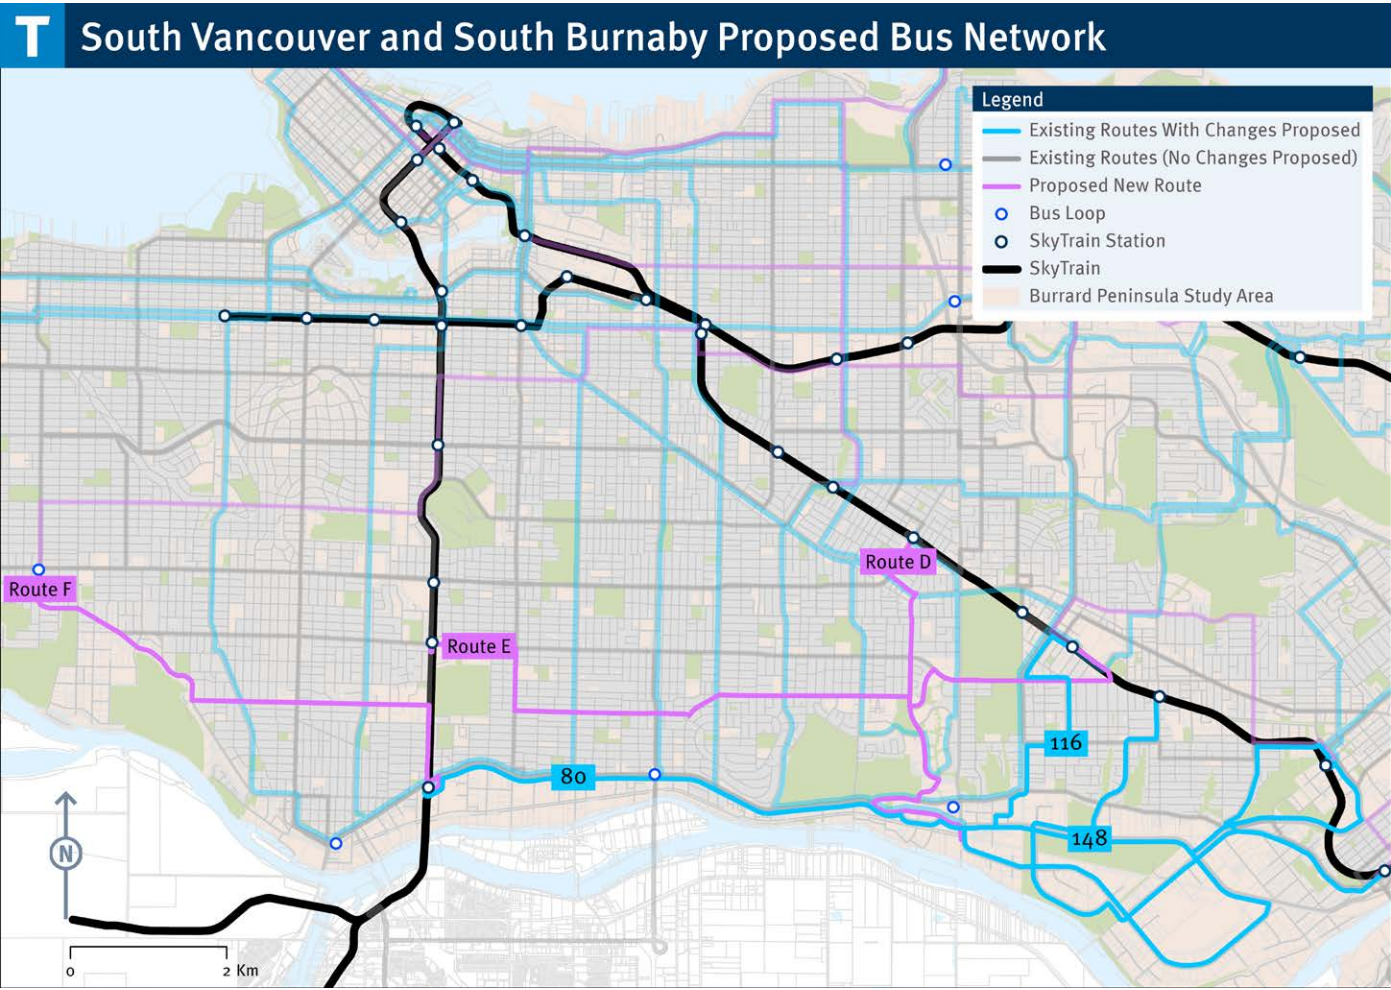 T South Vancouver and South Burnaby Proposed Bus Network
Legend
Existing Routes With Changes Proposed
Existing Routes (No Changes Proposed)
Proposed New Route
Bus Loop
SkyTrain Station
SkyTrain
Burrard Peninsula Study Area
Route D
Route F
Route E
116
80
148
N
0 2 Km